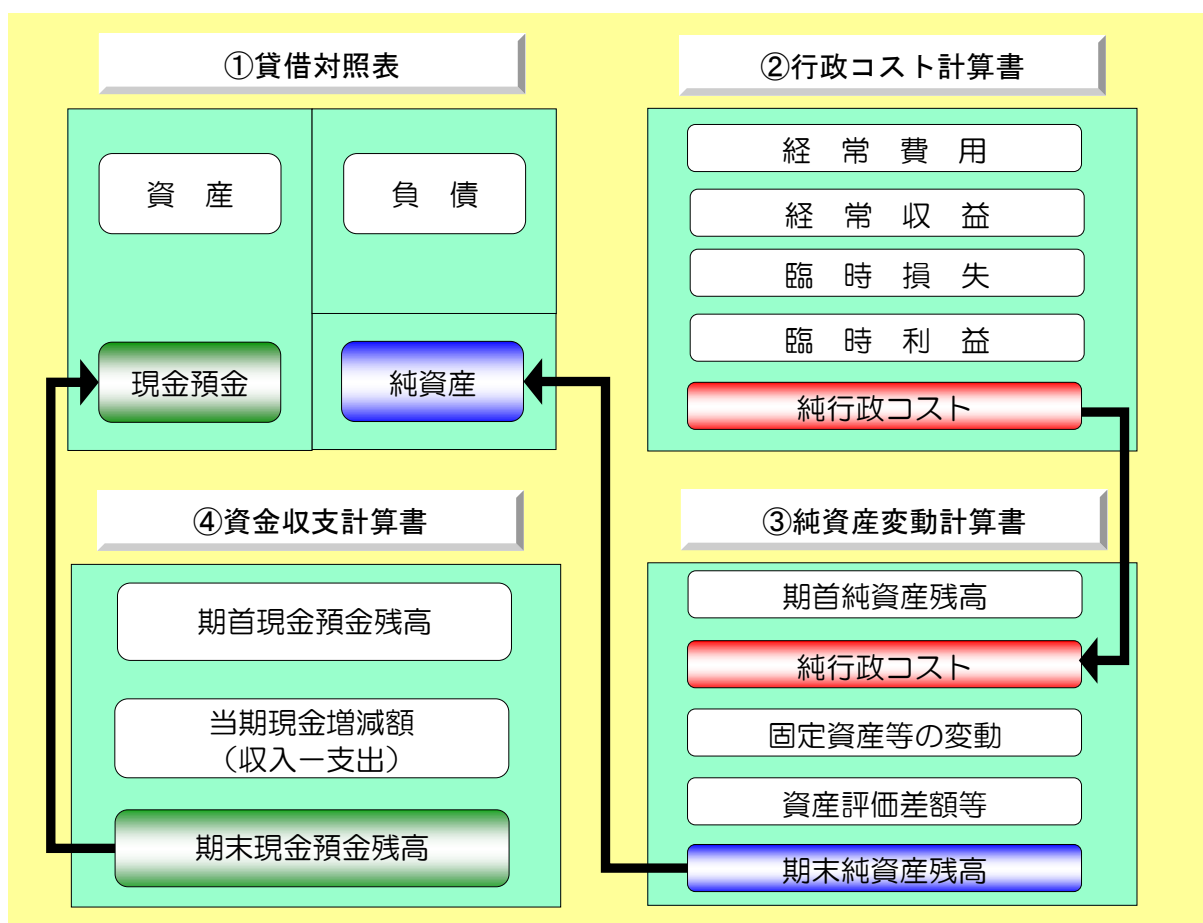 ①貸借対照表
資　産
負　債
現金預金
純資産
②行政コスト計算書
経　常　費　用
経　常　収　益
臨　時　損　失
臨　時　利　益
純行政コスト
④資金収支計算書
期首現金預金残高
当期現金増減額
（収入－支出）
期末現金預金残高
③純資産変動計算書
期首純資産残高
純行政コスト
固定資産等の変動
資産評価差額等
期末純資産残高